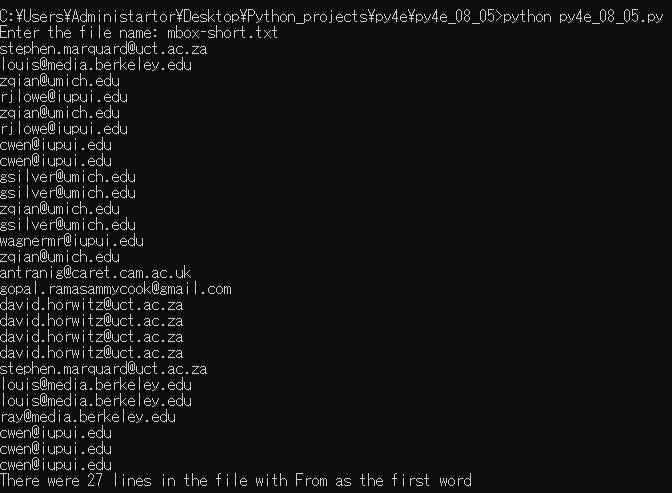 C:¥Users¥Administartor¥Desktop¥Python_projects¥py4e¥py4e_08_05>python py4e_08_05.py
Enter the file name: mbox-short.txt
stephen.marquard@uct.ac.za
louis@media.berkeley.edu
zqian@umich.edu
rjlowe@iupui.edu
zqian@umich.edu
rjlowe@iupui.edu
cwen@iupui.edu
cwen@iupui.edu
gsilver@umich.edu
gsilver@umich.edu
zqian@umich.edu
gsilver@umich.edu
wagnermr@iupui.edu
zqian@umich.edu
antranig@caret.cam.ac.uk
gopal.ramasammycook@gmail.com
david.horwitz@uct.ac.za
david.horwitz@uct.ac.za
david.horwitz@uct.ac.za
david.horwitz@uct.ac.za
stephen.marquard@uct.ac.za
louis@media.berkeley.edu
louis@media.berkeley.edu
ray@media.berkeley.edu
cwen@iupui.edu
cwen@iupui.edu
cwen@iupui.edu
There were 27 lines in the file with From as the first word